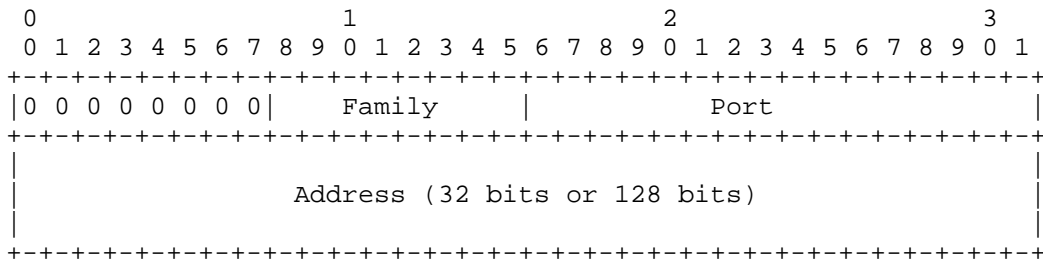 0                   1                   2                   3
 0 1 2 3 4 5 6 7 8 9 0 1 2 3 4 5 6 7 8 9 0 1 2 3 4 5 6 7 8 9 0 1
+-+-+-+-+-+-+-+-+-+-+-+-+-+-+-+-+-+-+-+-+-+-+-+-+-+-+-+-+-+-+-+-+
|0 0 0 0 0 0 0 0|    Family     |           Port                |
+-+-+-+-+-+-+-+-+-+-+-+-+-+-+-+-+-+-+-+-+-+-+-+-+-+-+-+-+-+-+-+-+
|                                                               |
|                 Address (32 bits or 128 bits)                 |
|                                                               |
+-+-+-+-+-+-+-+-+-+-+-+-+-+-+-+-+-+-+-+-+-+-+-+-+-+-+-+-+-+-+-+-+